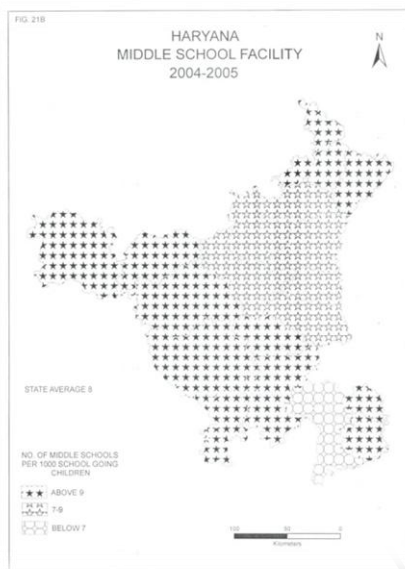 FIG. 21B
HARYANA
MIDDLE SCHOOL FACILITY
2004-2005
N
STATE AVERAGE 8
NO. OF MIDDLE SCHOOLS
PER 1000 SCHOOL GOING
CHILDREN
ABOVE 9
7-9
BELOW 7
100 50 0
Kilometers